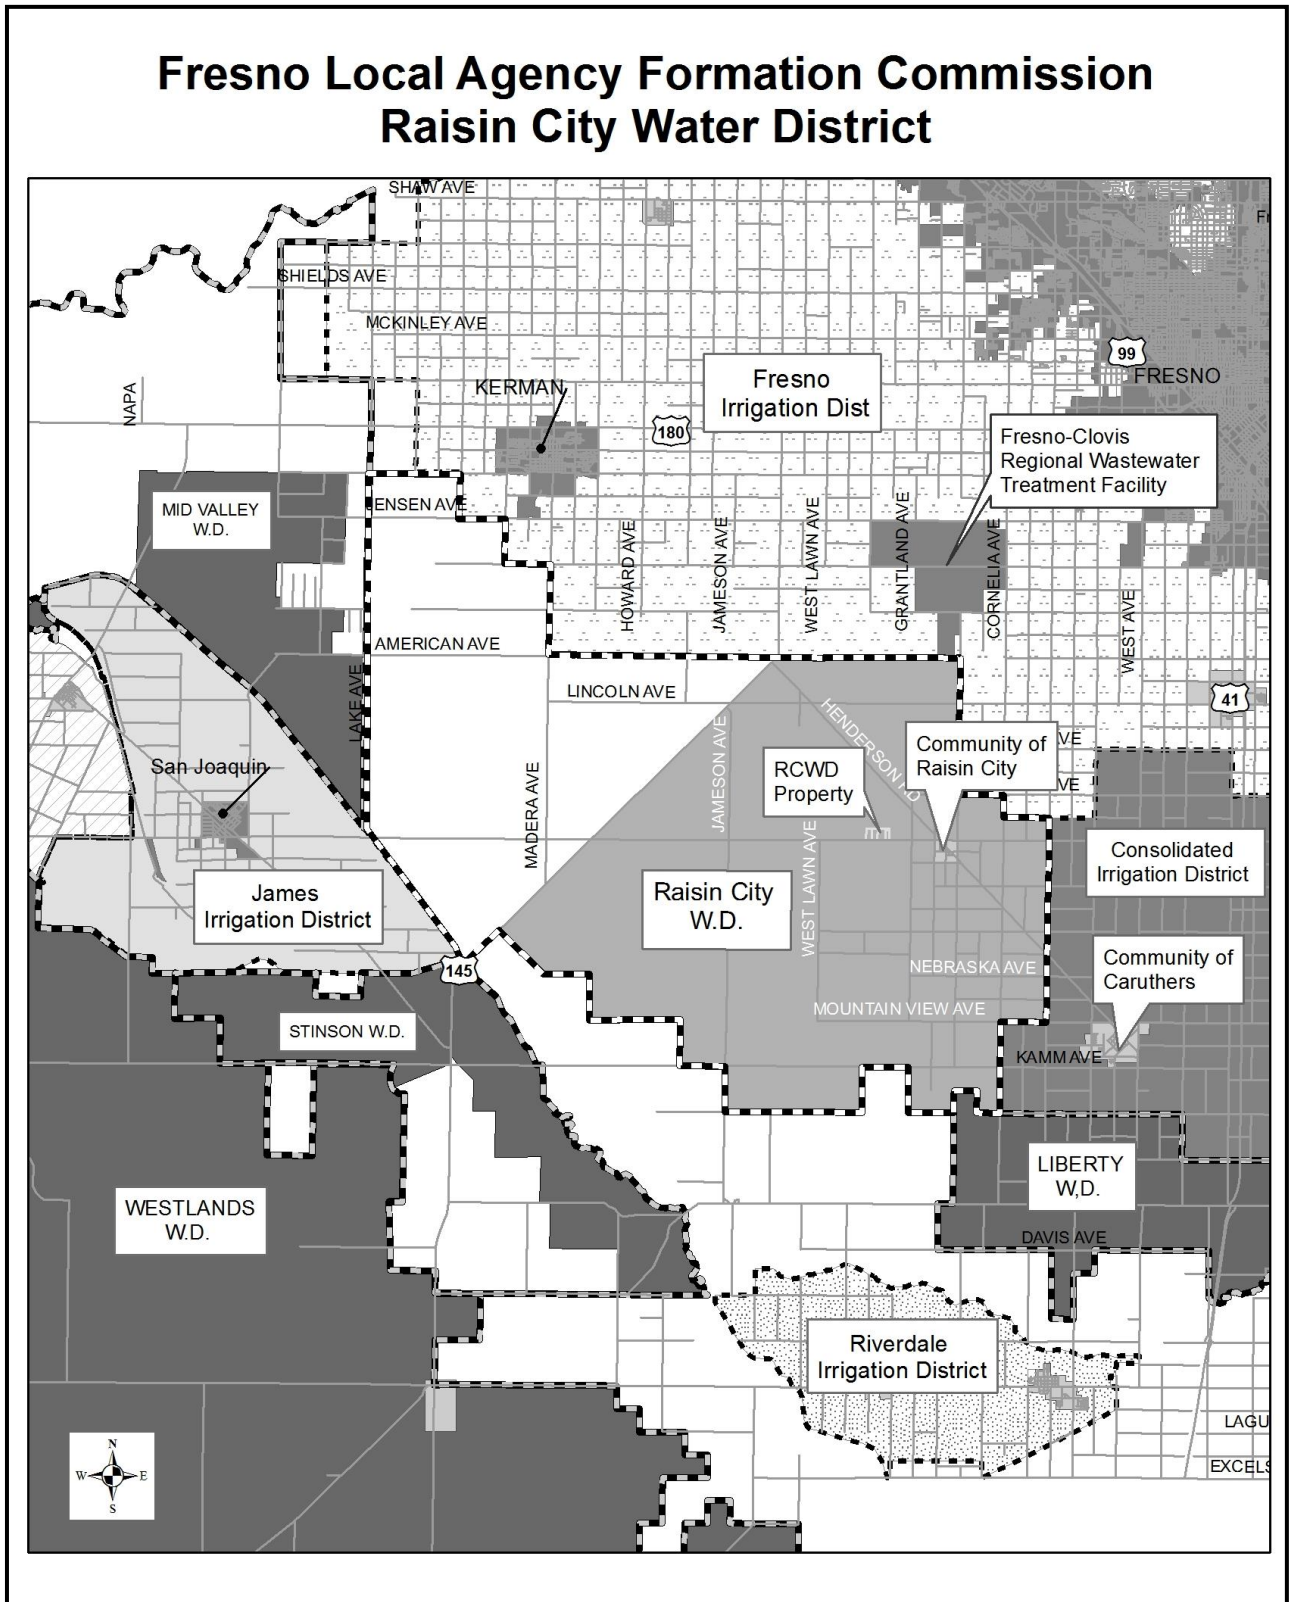 Fresno Local Agency Formation Commission
Raisin City Water District
SHAW AVE
SHIELDS AVE
MCKINLEY AVE
99
FRESNO
Fresno
Irrigation Dist
KERMAN
NAPA
180
Fresno-Clovis
Regional Wastewater
Treatment Facility
MID VALLEY
W.D.
JENSEN AVE
HOWARD AVE
JAMESON AVE
WEST LAWN AVE
GRANTLAND AVE
CORNELIA AVE
WEST AVE
AMERICAN AVE
LAKE AVE
LINCOLN AVE
41
HENDERSON RD
JAMESON AVE
Community of
Raisin City
VE
VE
San Joaquin
RCWD
Property
MADERA AVE
WEST LAWN AVE
Consolidated
Irrigation District
James
Irrigation District
Raisin City
W.D.
145
NEBRASKA AVE
Community of
Caruthers
MOUNTAIN VIEW AVE
STINSON W.D.
KAMM AVE
LIBERTY
W,D.
WESTLANDS
W.D.
DAVIS AVE
Riverdale
Irrigation District
LAGU
EXCELS
N
W E
S